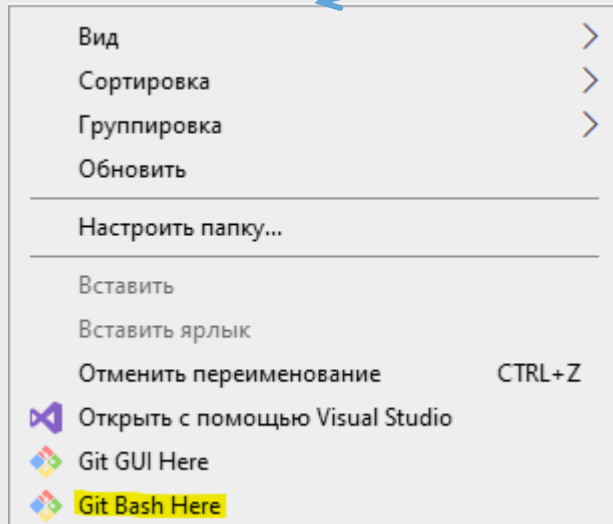 Вид
Сортировка
Группировка
Обновить
Настроить папку...
Вставить
Вставить ярлык
Отменить переименование CTRL+Z
Открыть с помощью Visual Studio
Git GUI Here
Git Bash Here